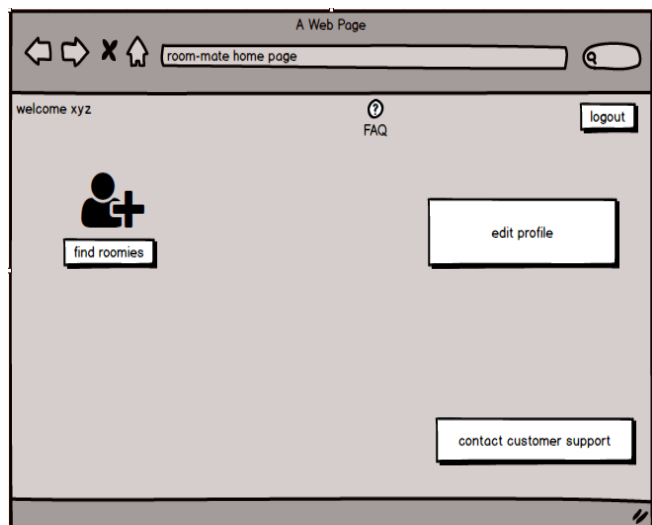 A Web Page
room-mate home page
welcome xyz
?
FAQ
logout
find roomies
edit profile
contact customer support